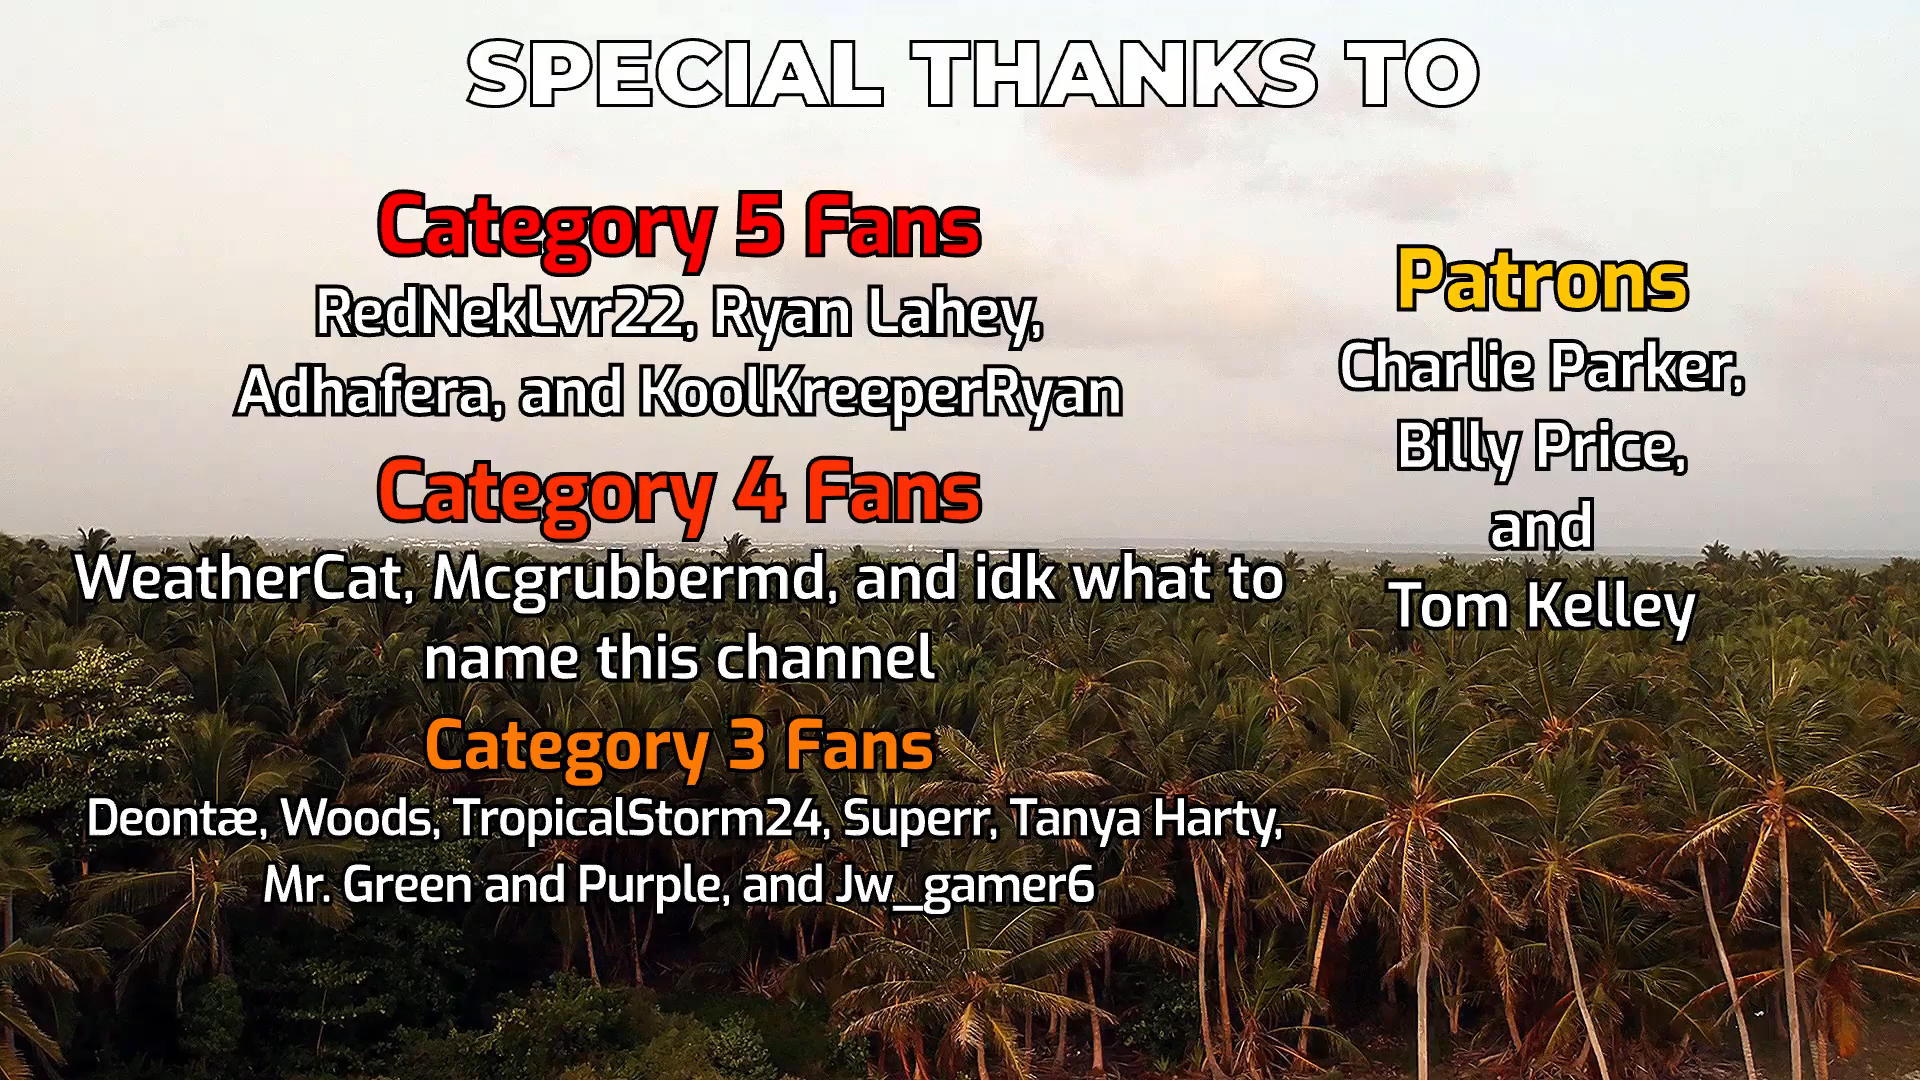 SPECIAL THANKS TO
Category 5 Fans
RedNekLvr22, Ryan Lahey,
Adhafera, and KoolKreeperRyan
Category 4 Fans
WeatherCat, Mcgrubbermd, and idk what to
name this channel
Category 3 Fans
Deontæ, Woods, TropicalStorm24, Superr, Tanya Harty,
Mr. Green and Purple, and Jw_gamer6
Patrons
Charlie Parker,
Billy Price,
and
Tom Kelley